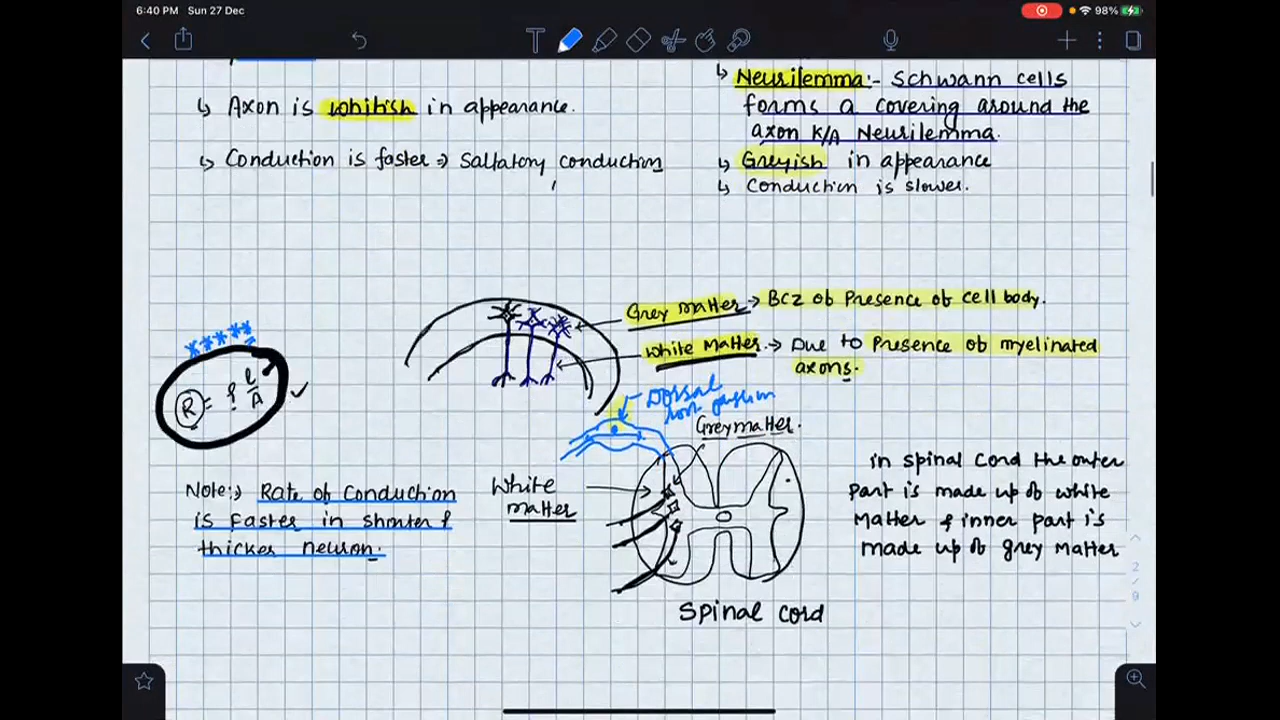 6:40 PM Sun 27 Dec
98%
↳ Axon is whitish in appearance.
↳ Conduction is faster ⇒ Saltatory conduction
↳ Neurilemma:- Schwann cells
forms a covering around the
axon K/A Neurilemma.
↳ Greyish in appearance
↳ Conduction is slower.
Grey matter → Bcz of Presence of cell body.
White Matter → Due to Presence of myelinated
axons.
*****
R = ρ l/A ✓
Dorsal
root ganglion
Grey matter.
White
matter
Note:⇒ Rate of Conduction
is faster in shorter &
thicker neuron.
in spinal cord the outer
part is made up of white
Matter & inner part is
made up of grey Matter
Spinal cord
2
/
9